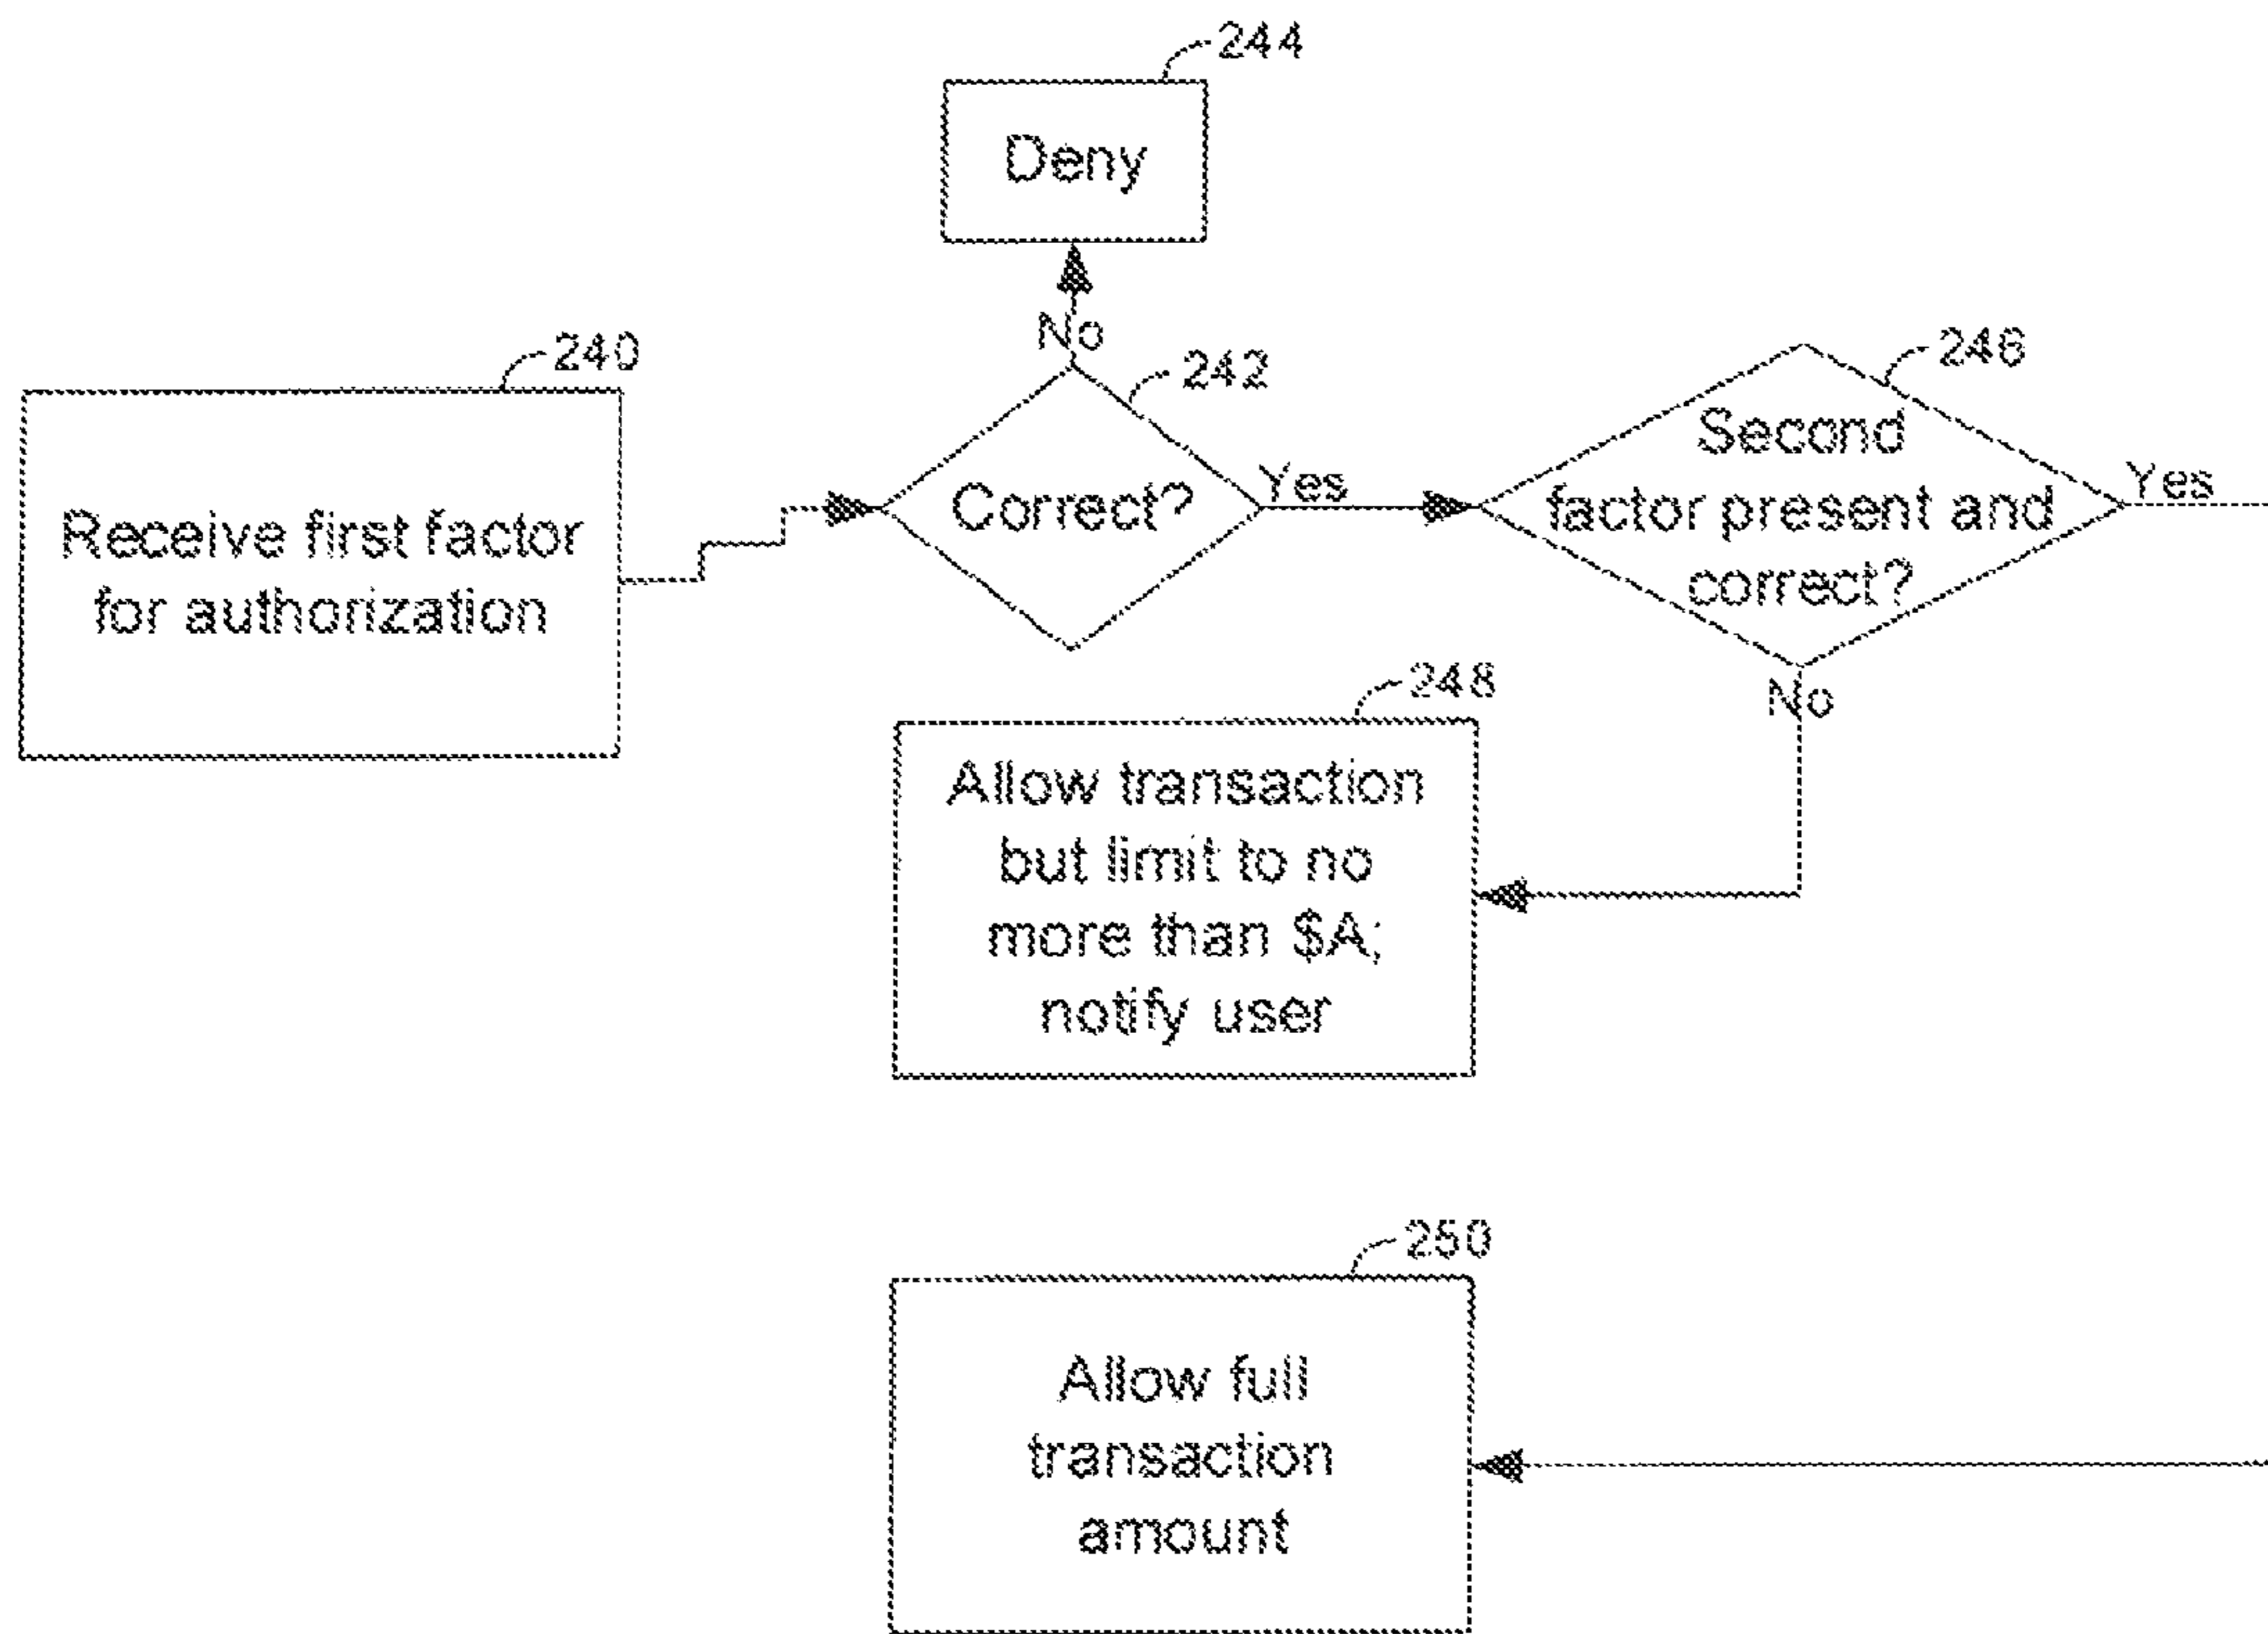 244
Deny
No
240
242
246
Receive first factor
for authorization
Correct?
Yes
Second
factor present and
correct?
Yes
No
248
Allow transaction
but limit to no
more than $A;
notify user
250
Allow full
transaction
amount